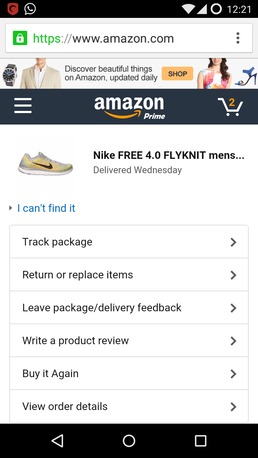 12:21
https://www.amazon.com
Discover beautiful things
on Amazon, updated daily
SHOP
amazon
Prime
2
Nike FREE 4.0 FLYKNIT mens...
Delivered Wednesday
I can't find it
Track package
Return or replace items
Leave package/delivery feedback
Write a product review
Buy it Again
View order details